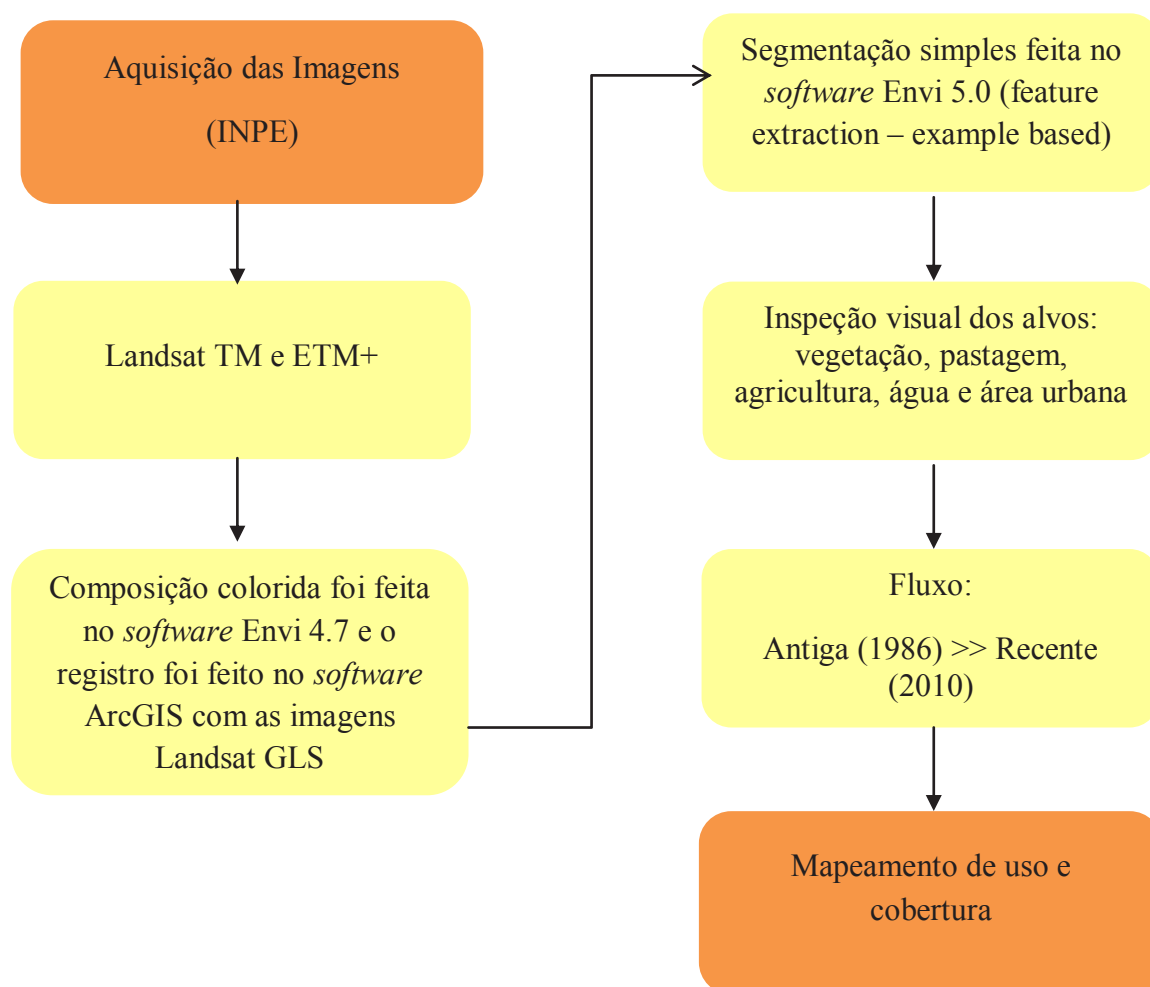 Aquisição das Imagens
(INPE)
Landsat TM e ETM+
Composição colorida foi feita
no software Envi 4.7 e o
registro foi feito no software
ArcGIS com as imagens
Landsat GLS
Segmentação simples feita no
software Envi 5.0 (feature
extraction – example based)
Inspeção visual dos alvos:
vegetação, pastagem,
agricultura, água e área urbana
Fluxo:
Antiga (1986) >> Recente
(2010)
Mapeamento de uso e
cobertura